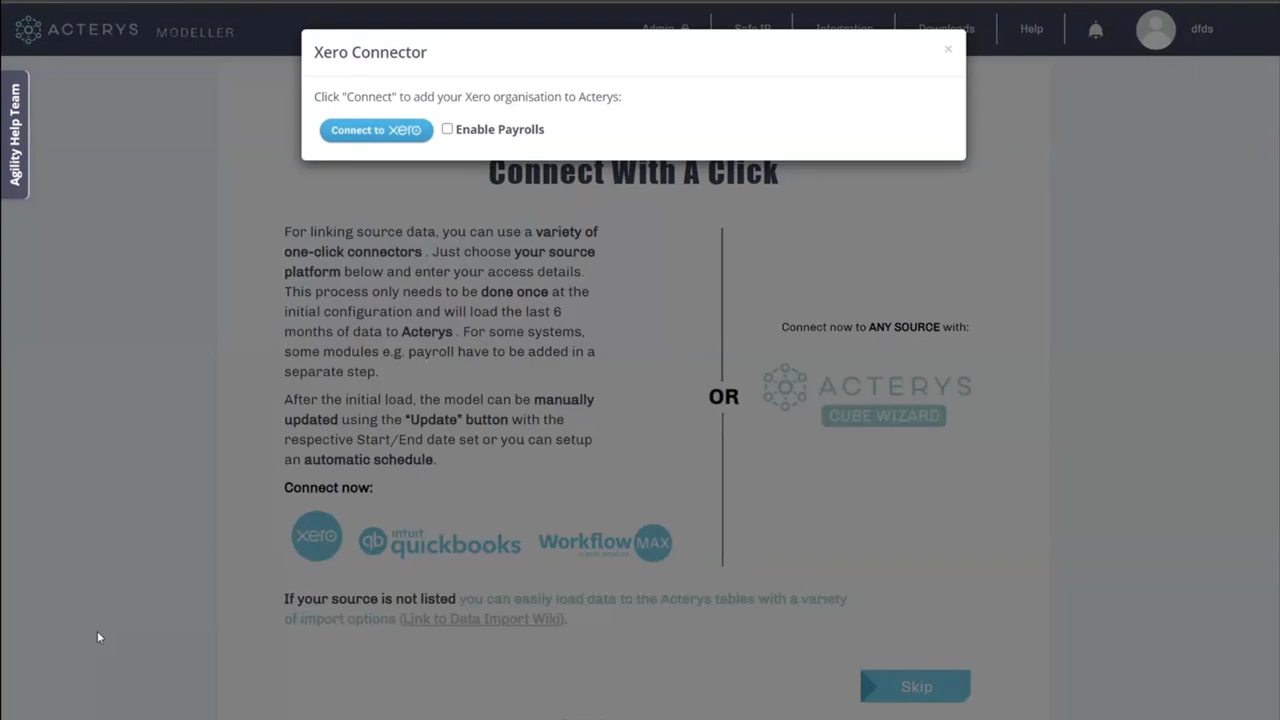 ACTERYS MODELLER
Admin
Safe IP
Integration
Downloads
Help
dfds
Agility Help Team
Xero Connector
×
Click "Connect" to add your Xero organisation to Acterys:
Connect to xero
Enable Payrolls
Connect With A Click
For linking source data, you can use a variety of
one-click connectors . Just choose your source
platform below and enter your access details.
This process only needs to be done once at the
initial configuration and will load the last 6
months of data to Acterys . For some systems,
some modules e.g. payroll have to be added in a
separate step.
After the initial load, the model can be manually
updated using the “Update” button with the
respective Start/End date set or you can setup
an automatic schedule.
Connect now:
xero
qb intuit quickbooks
WorkflowMAX
OR
Connect now to ANY SOURCE with:
ACTERYS
CUBE WIZARD
If your source is not listed you can easily load data to the Acterys tables with a variety
of import options (Link to Data Import Wiki).
Skip